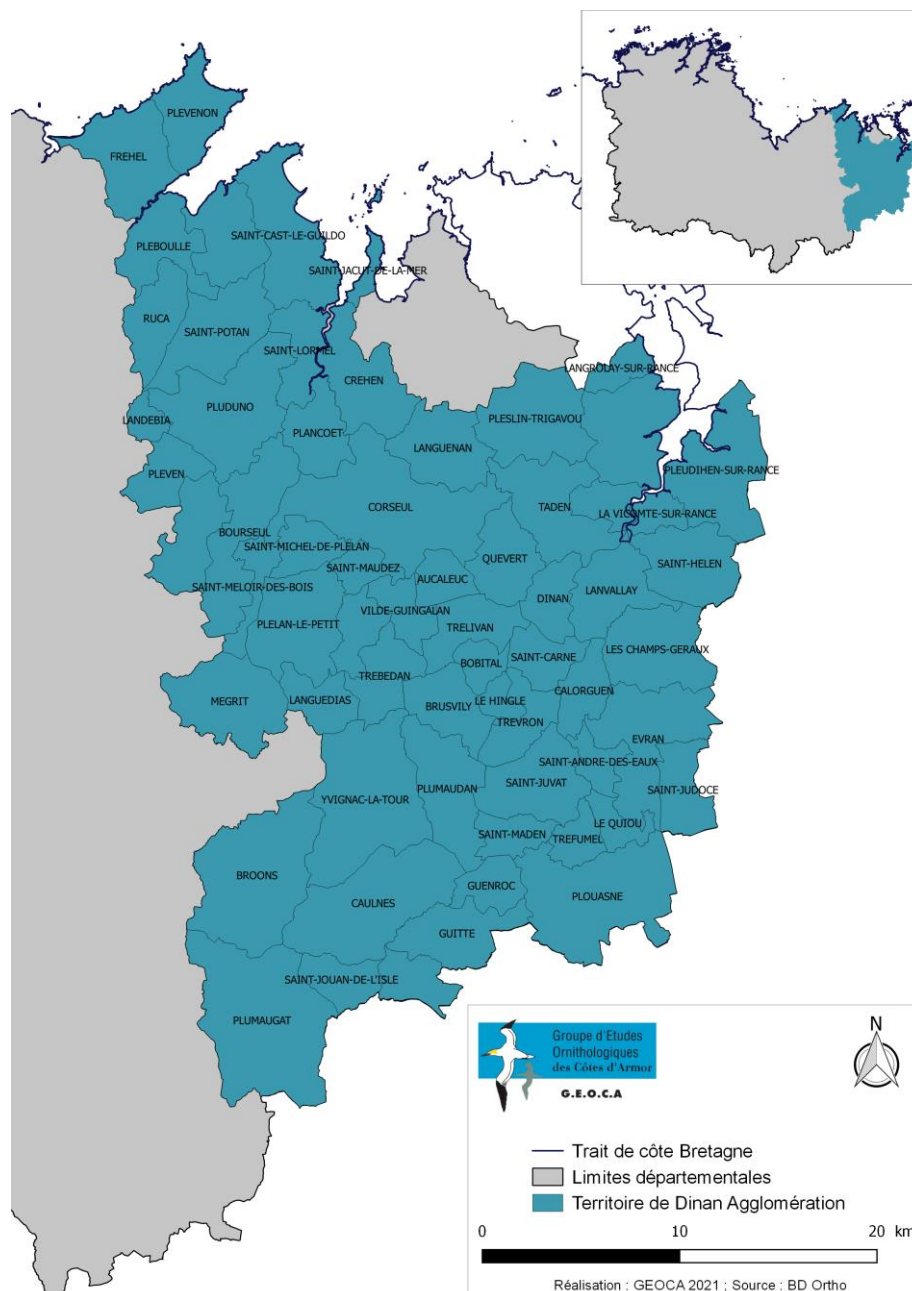 PLEVENON
FREHEL
SAINT-CAST-LE-GUILDO
PLEBOULLE
SAINT-JACUT-DE-LA-MER
RUCA
SAINT-POTAN
SAINT-LORMEL
CREHEN
LANGROLAY-SUR-RANCE
LANDEBIA
PLUDUNO
PLESLIN-TRIGAVOU
PLANCOET
LANGUENAN
PLEVEN
PLEUDIHEN-SUR-RANCE
CORSEUL
TADEN
LA VICOMTE-SUR-RANCE
BOURSEUL
SAINT-MICHEL-DE-PLELAN
QUEVERT
SAINT-HELEN
SAINT-MAUDEZ
AUCALEUC
SAINT-MELOIR-DES-BOIS
DINAN
LANVALLAY
VILDE-GUINGALAN
PLELAN-LE-PETIT
TRELIVAN
LES CHAMPS-GERAUX
BOBITAL
SAINT-CARNE
TREBEDAN
CALORGUEN
MEGRIT
LANGUEDIAS
BRUSVILY
LE HINGLE
TREVRON
EVRAN
SAINT-ANDRE-DES-EAUX
YVIGNAC-LA-TOUR
PLUMAUDAN
SAINT-JUVAT
SAINT-JUDOCE
LE QUIOU
SAINT-MADEN
TREFUMEL
BROONS
GUENROC
CAULNES
PLOUASNE
GUITTE
SAINT-JOUAN-DE-L'ISLE
PLUMAUGAT
Groupe d'Etudes
Ornithologiques
des Côtes d'Armor
G.E.O.C.A
N
Trait de côte Bretagne
Limites départementales
Territoire de Dinan Agglomération
0 10 20 km
Réalisation : GEOCA 2021 ; Source : BD Ortho